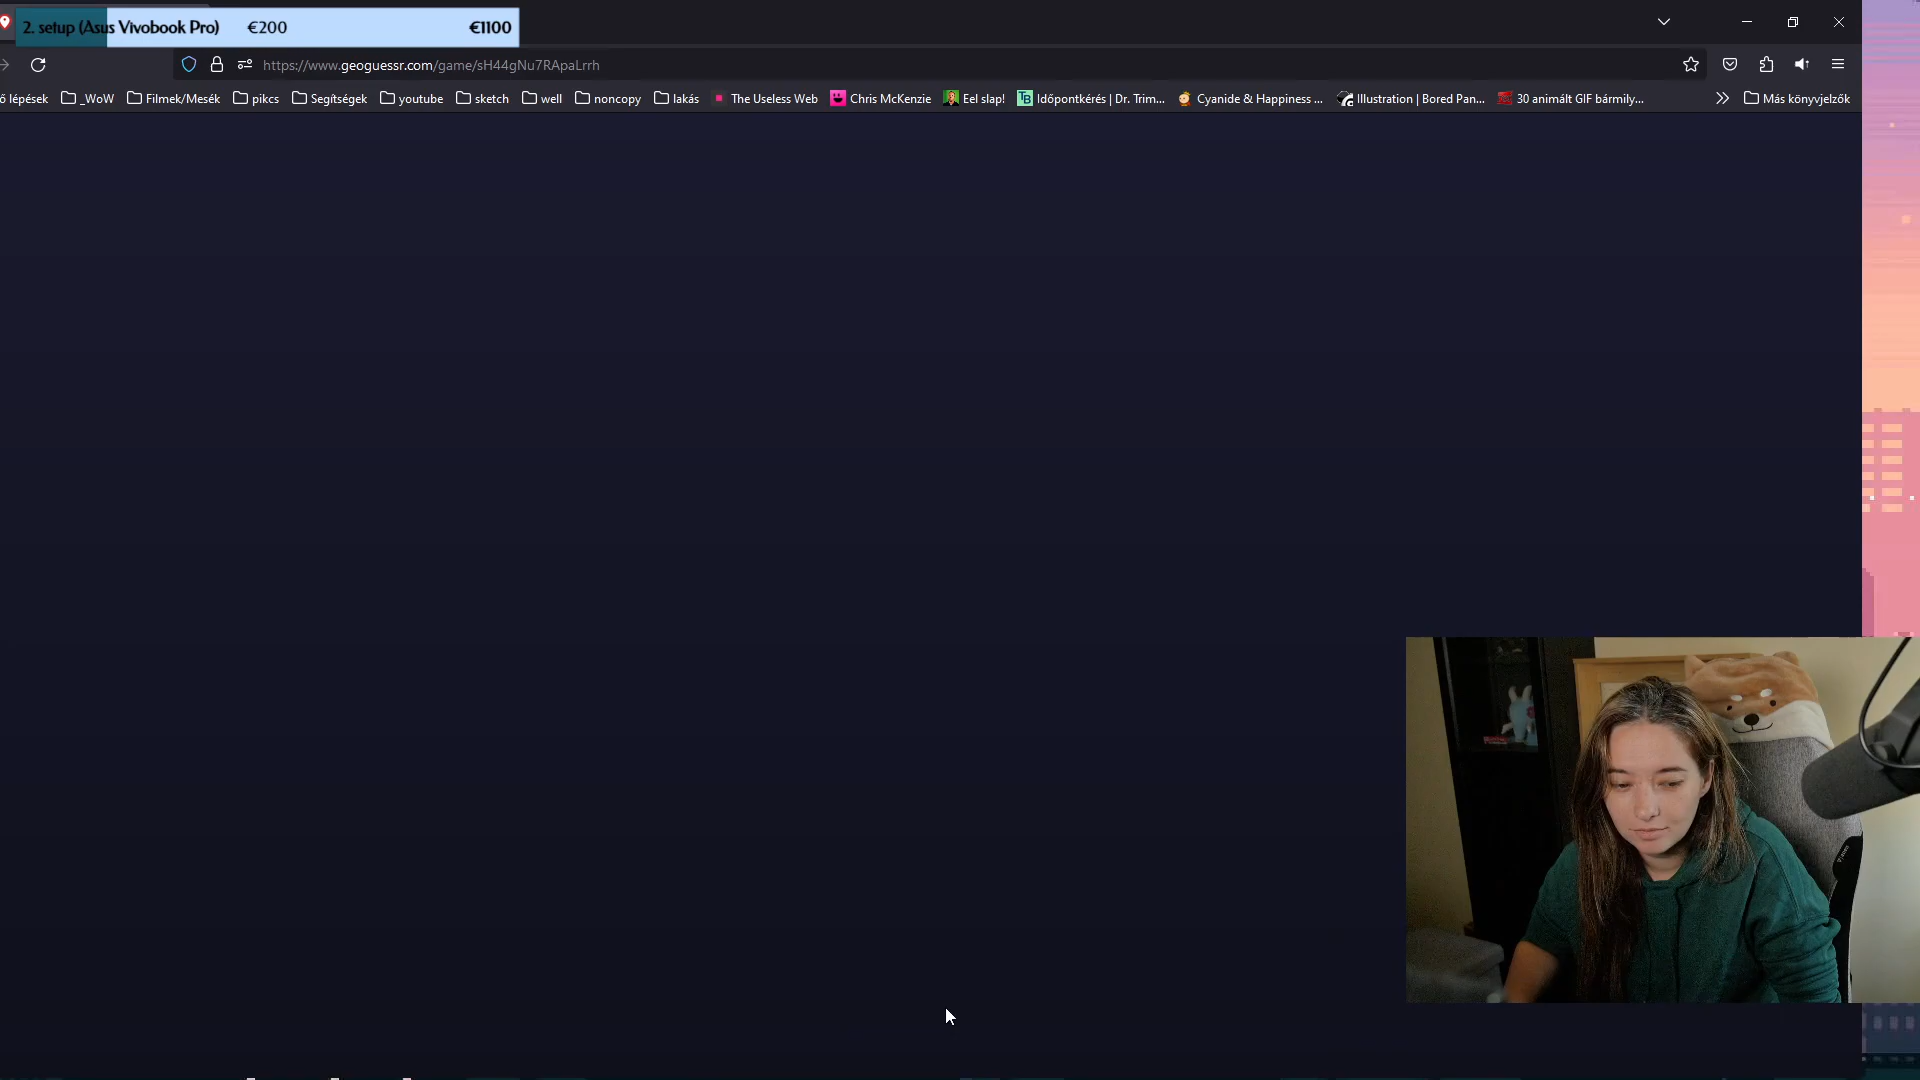 2. setup (Asus Vivobook Pro) €200 €1100
https://www.geoguessr.com/game/sH44gNu7RApaLrrh
ő lépések _WoW Filmek/Mesék pikcs Segítségek youtube sketch well noncopy lakás The Useless Web Chris McKenzie Eel slap! TB Időpontkérés | Dr. Trim... Cyanide & Happiness ... Illustration | Bored Pan... 30 animált GIF bármily... Más könyvjelzők